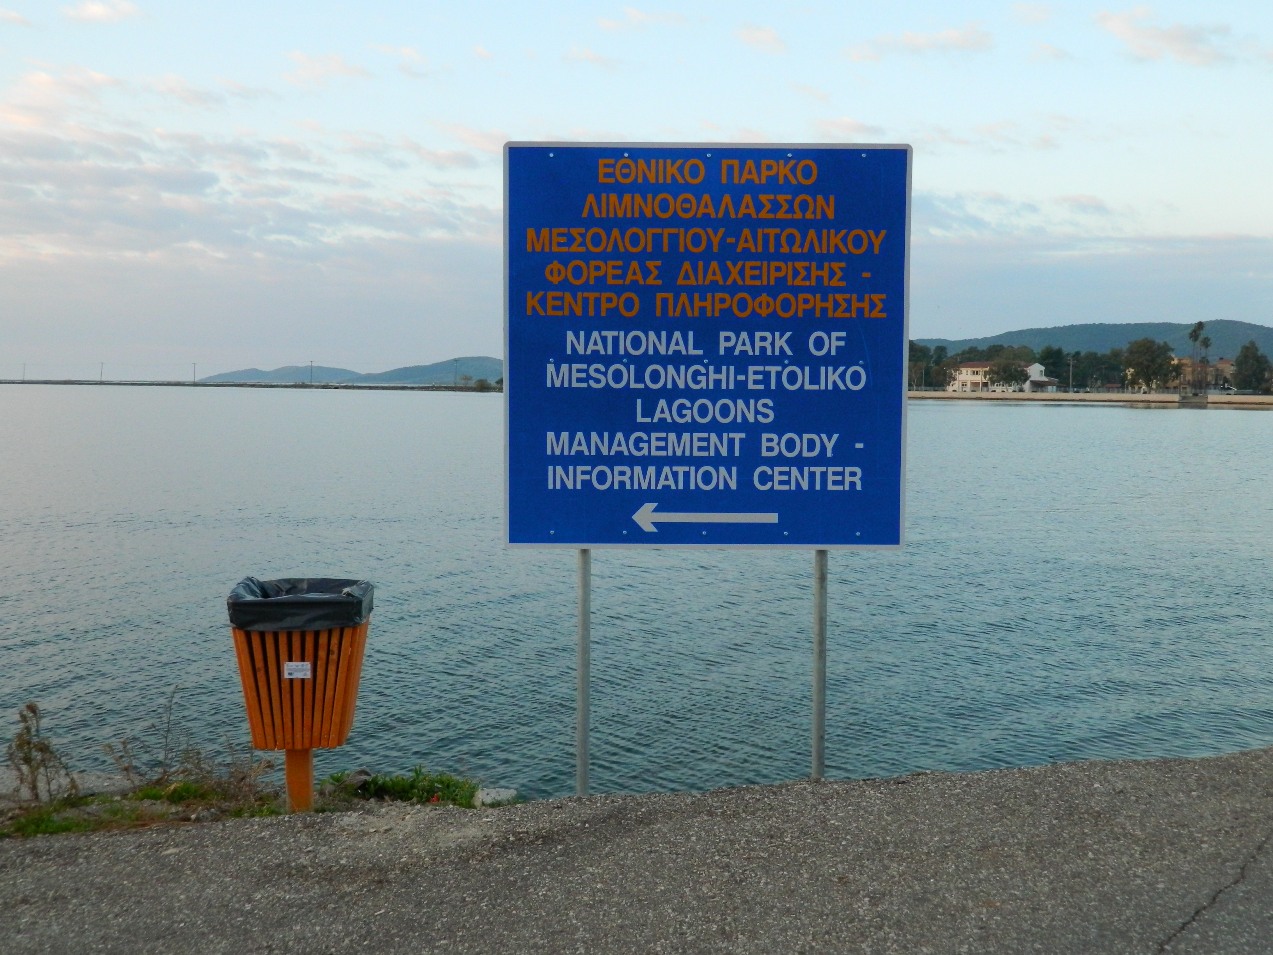 ΕΘΝΙΚΟ ΠΑΡΚΟ
ΛΙΜΝΟΘΑΛΑΣΣΩΝ
ΜΕΣΟΛΟΓΓΙΟΥ-ΑΙΤΩΛΙΚΟΥ
ΦΟΡΕΑΣ ΔΙΑΧΕΙΡΙΣΗΣ -
ΚΕΝΤΡΟ ΠΛΗΡΟΦΟΡΗΣΗΣ
NATIONAL PARK OF
MESOLONGHI-ETOLIKO
LAGOONS
MANAGEMENT BODY -
INFORMATION CENTER